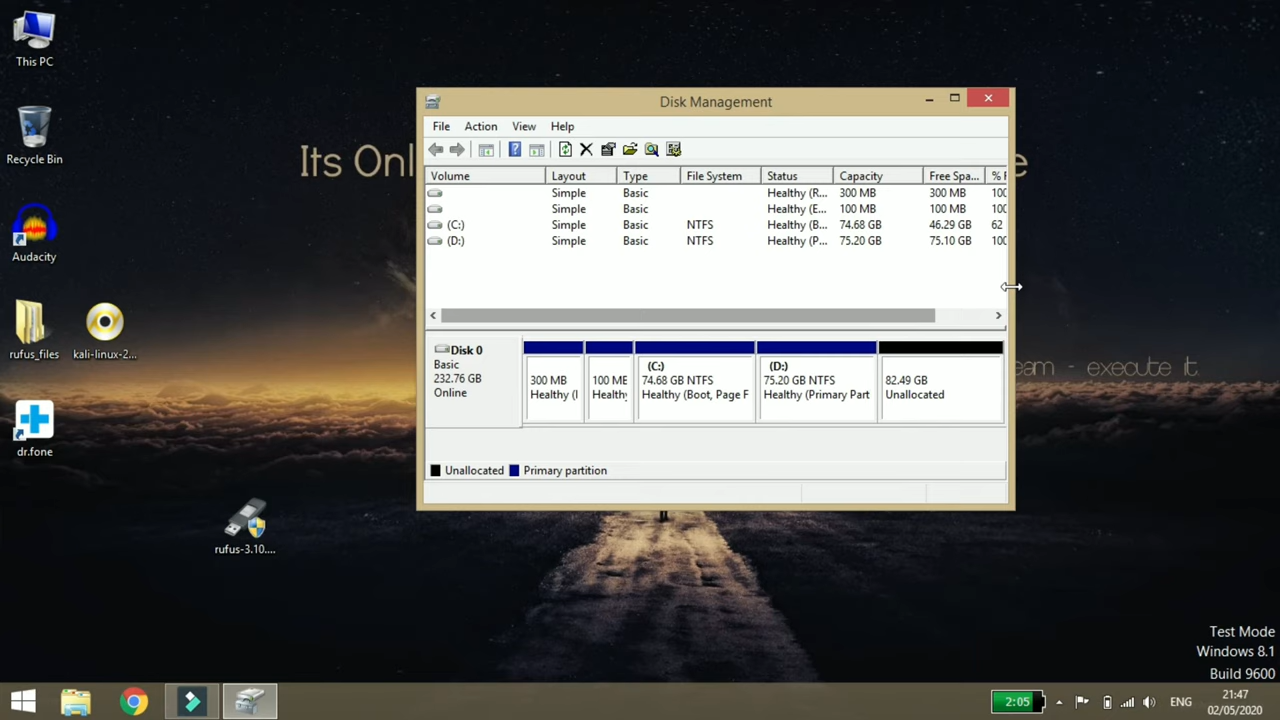 This PC
Recycle Bin
Audacity
rufus_files
kali-linux-2...
dr.fone
rufus-3.10....
Its Onl
e
eam - execute it.
Disk Management
File Action View Help
Volume Layout Type File System Status Capacity Free Spa... % F
Simple Basic Healthy (R... 300 MB 300 MB 100
Simple Basic Healthy (E... 100 MB 100 MB 100
(C:) Simple Basic NTFS Healthy (B... 74.68 GB 46.29 GB 62
(D:) Simple Basic NTFS Healthy (P... 75.20 GB 75.10 GB 100
Disk 0
Basic
232.76 GB
Online
300 MB
Healthy (I
100 ME
Healthy
(C:)
74.68 GB NTFS
Healthy (Boot, Page F
(D:)
75.20 GB NTFS
Healthy (Primary Part
82.49 GB
Unallocated
Unallocated Primary partition
Test Mode
Windows 8.1
Build 9600
2:05 ENG 21:47
02/05/2020